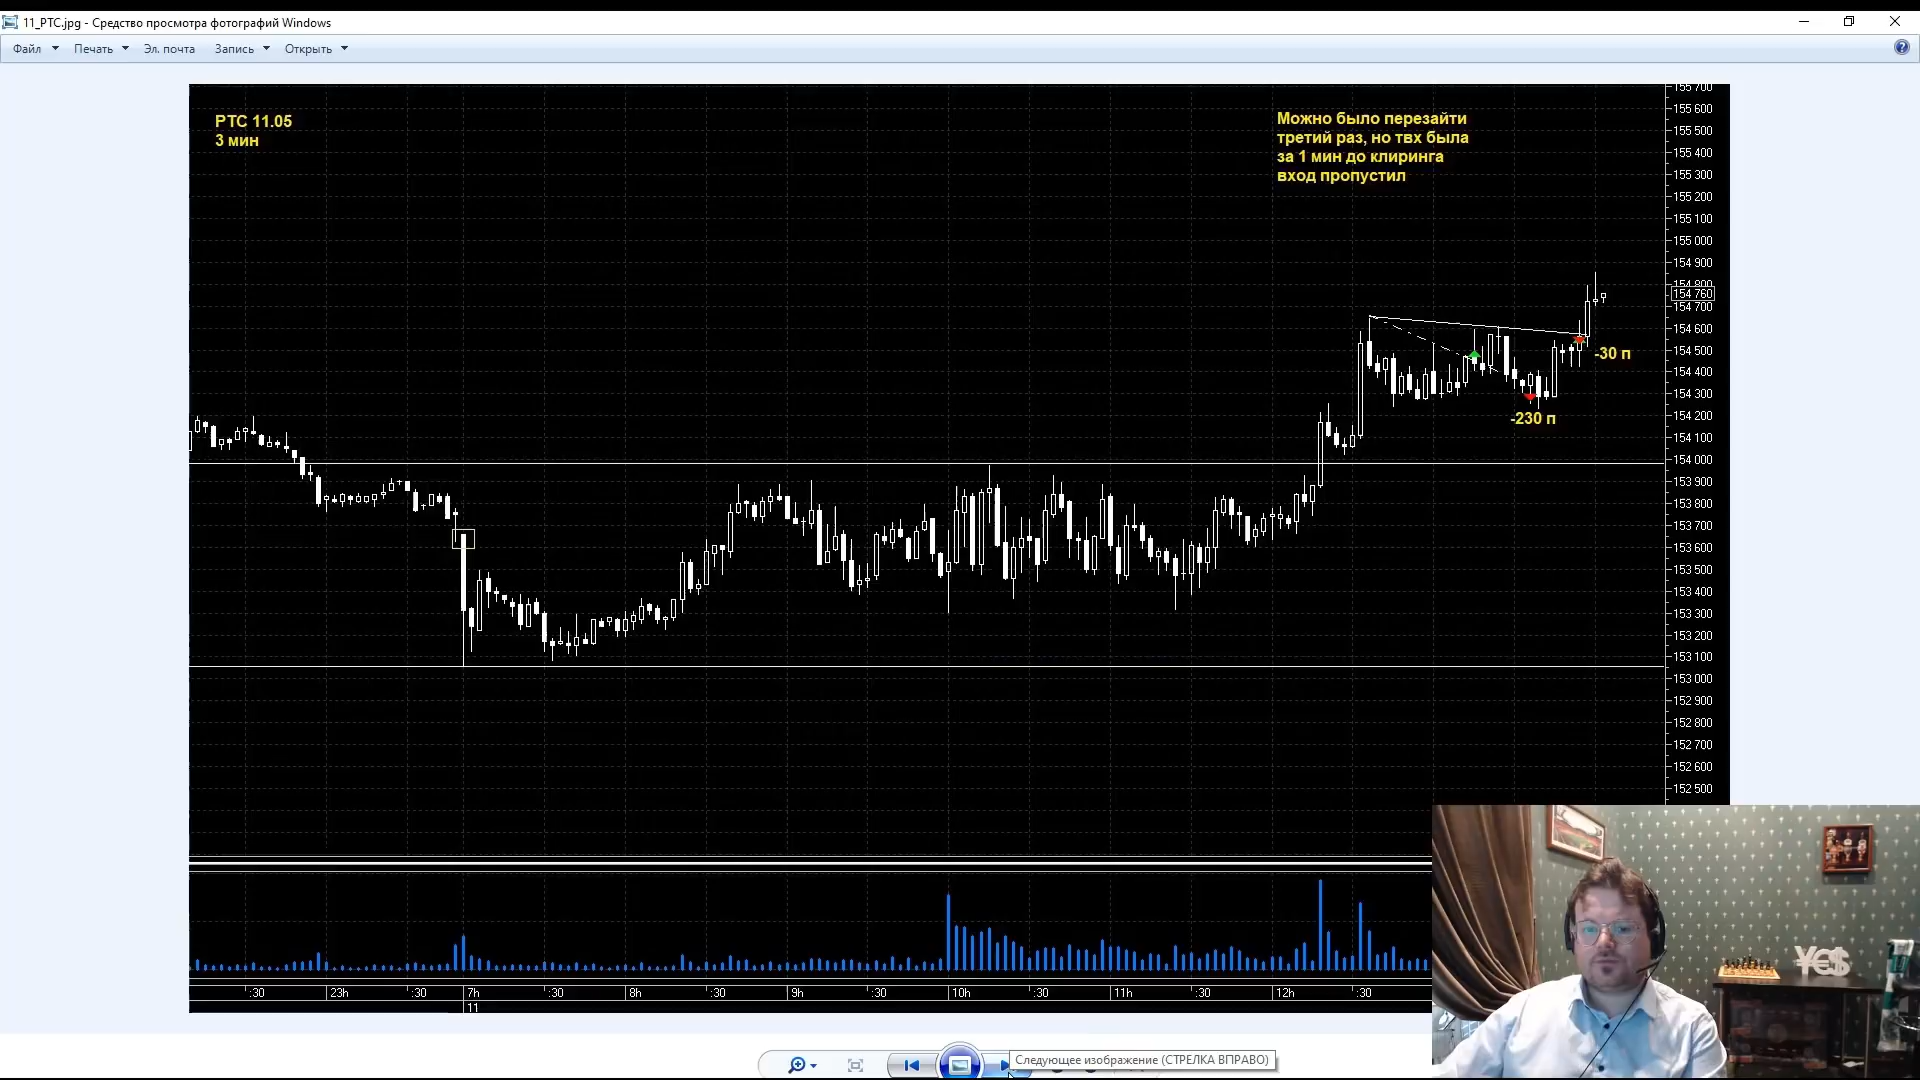 11_РТС.jpg - Средство просмотра фотографий Windows
Файл Печать Эл. почта Запись Открыть
РТС 11.05
3 мин
Можно было перезайти
третий раз, но твх была
за 1 мин до клиринга
вход пропустил
155 700
155 600
155 500
155 400
155 300
155 200
155 100
155 000
154 900
154 800
154 760
154 700
154 600
154 500
154 400
154 300
154 200
154 100
154 000
153 900
153 800
153 700
153 600
153 500
153 400
153 300
153 200
153 100
153 000
152 900
152 800
152 700
152 600
152 500
-30 п
-230 п
:30 23h :30 7h :30 8h :30 9h :30 10h :30 11h :30 12h :30
11
YE$
Следующее изображение (СТРЕЛКА ВПРАВО)